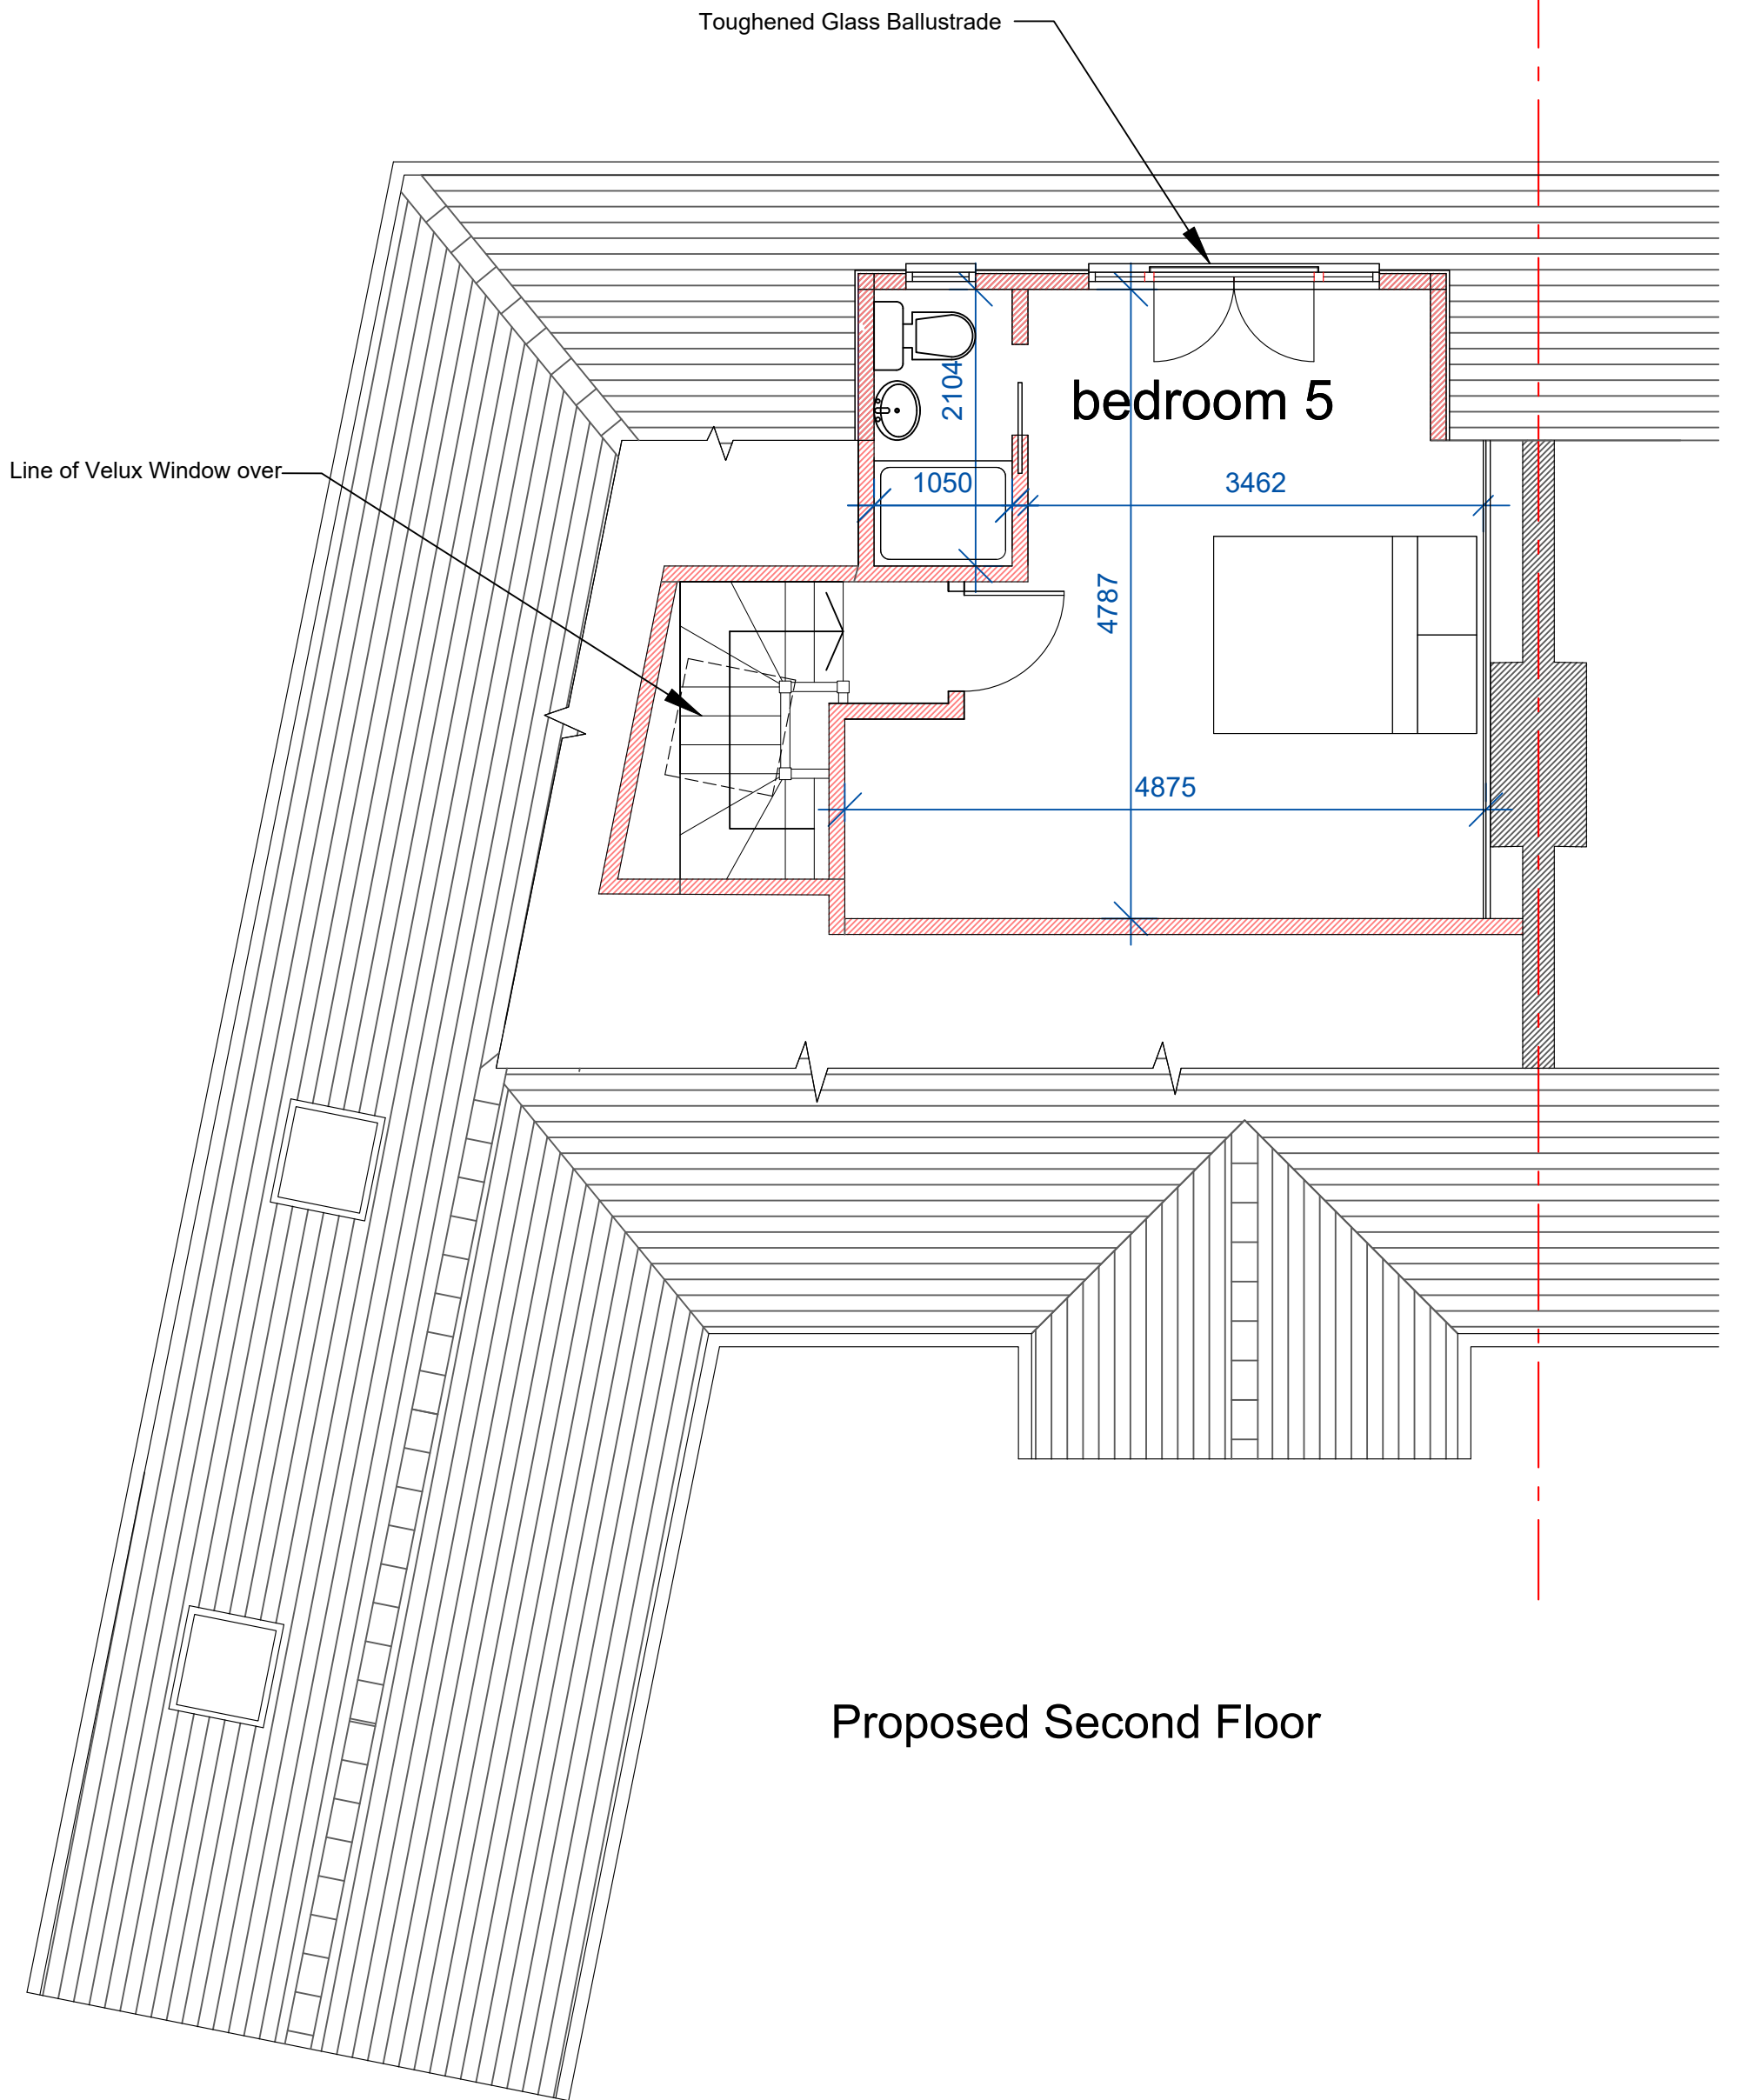 Toughened Glass Ballustrade
bedroom 5
2104
Line of Velux Window over
1050
3462
4787
4875
Proposed Second Floor